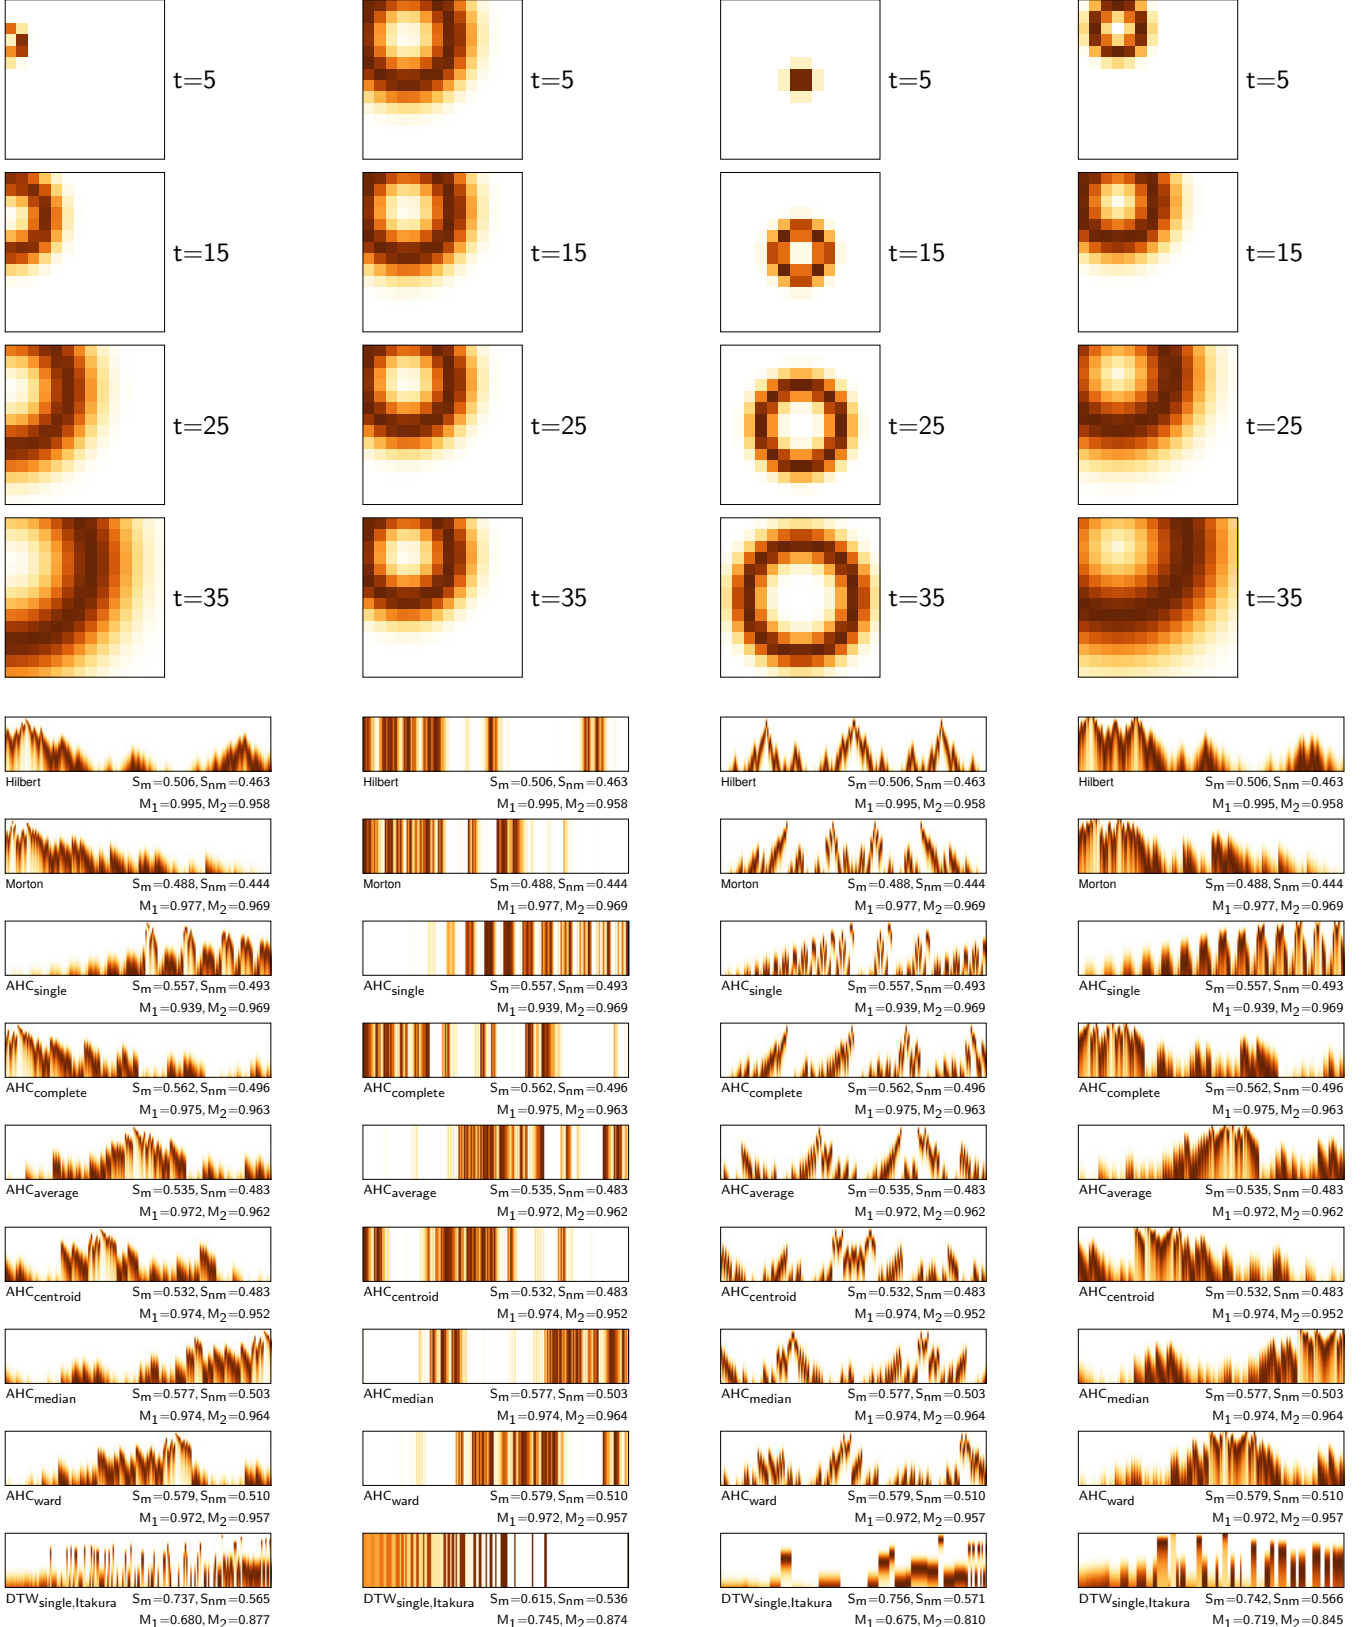 t=5 t=5 t=5 t=5
t=15 t=15 t=15 t=15
t=25 t=25 t=25 t=25
t=35 t=35 t=35 t=35
Hilbert Sm=0.506, Snm=0.463 Hilbert Sm=0.506, Snm=0.463 Hilbert Sm=0.506, Snm=0.463 Hilbert Sm=0.506, Snm=0.463
M1=0.995, M2=0.958 M1=0.995, M2=0.958 M1=0.995, M2=0.958 M1=0.995, M2=0.958
Morton Sm=0.488, Snm=0.444 Morton Sm=0.488, Snm=0.444 Morton Sm=0.488, Snm=0.444 Morton Sm=0.488, Snm=0.444
M1=0.977, M2=0.969 M1=0.977, M2=0.969 M1=0.977, M2=0.969 M1=0.977, M2=0.969
AHCsingle Sm=0.557, Snm=0.493 AHCsingle Sm=0.557, Snm=0.493 AHCsingle Sm=0.557, Snm=0.493 AHCsingle Sm=0.557, Snm=0.493
M1=0.939, M2=0.969 M1=0.939, M2=0.969 M1=0.939, M2=0.969 M1=0.939, M2=0.969
AHCcomplete Sm=0.562, Snm=0.496 AHCcomplete Sm=0.562, Snm=0.496 AHCcomplete Sm=0.562, Snm=0.496 AHCcomplete Sm=0.562, Snm=0.496
M1=0.975, M2=0.963 M1=0.975, M2=0.963 M1=0.975, M2=0.963 M1=0.975, M2=0.963
AHCaverage Sm=0.535, Snm=0.483 AHCaverage Sm=0.535, Snm=0.483 AHCaverage Sm=0.535, Snm=0.483 AHCaverage Sm=0.535, Snm=0.483
M1=0.972, M2=0.962 M1=0.972, M2=0.962 M1=0.972, M2=0.962 M1=0.972, M2=0.962
AHCcentroid Sm=0.532, Snm=0.483 AHCcentroid Sm=0.532, Snm=0.483 AHCcentroid Sm=0.532, Snm=0.483 AHCcentroid Sm=0.532, Snm=0.483
M1=0.974, M2=0.952 M1=0.974, M2=0.952 M1=0.974, M2=0.952 M1=0.974, M2=0.952
AHCmedian Sm=0.577, Snm=0.503 AHCmedian Sm=0.577, Snm=0.503 AHCmedian Sm=0.577, Snm=0.503 AHCmedian Sm=0.577, Snm=0.503
M1=0.974, M2=0.964 M1=0.974, M2=0.964 M1=0.974, M2=0.964 M1=0.974, M2=0.964
AHCward Sm=0.579, Snm=0.510 AHCward Sm=0.579, Snm=0.510 AHCward Sm=0.579, Snm=0.510 AHCward Sm=0.579, Snm=0.510
M1=0.972, M2=0.957 M1=0.972, M2=0.957 M1=0.972, M2=0.957 M1=0.972, M2=0.957
DTWsingle,Itakura Sm=0.737, Snm=0.565 DTWsingle,Itakura Sm=0.615, Snm=0.536 DTWsingle,Itakura Sm=0.756, Snm=0.571 DTWsingle,Itakura Sm=0.742, Snm=0.566
M1=0.680, M2=0.877 M1=0.745, M2=0.874 M1=0.675, M2=0.810 M1=0.719, M2=0.845